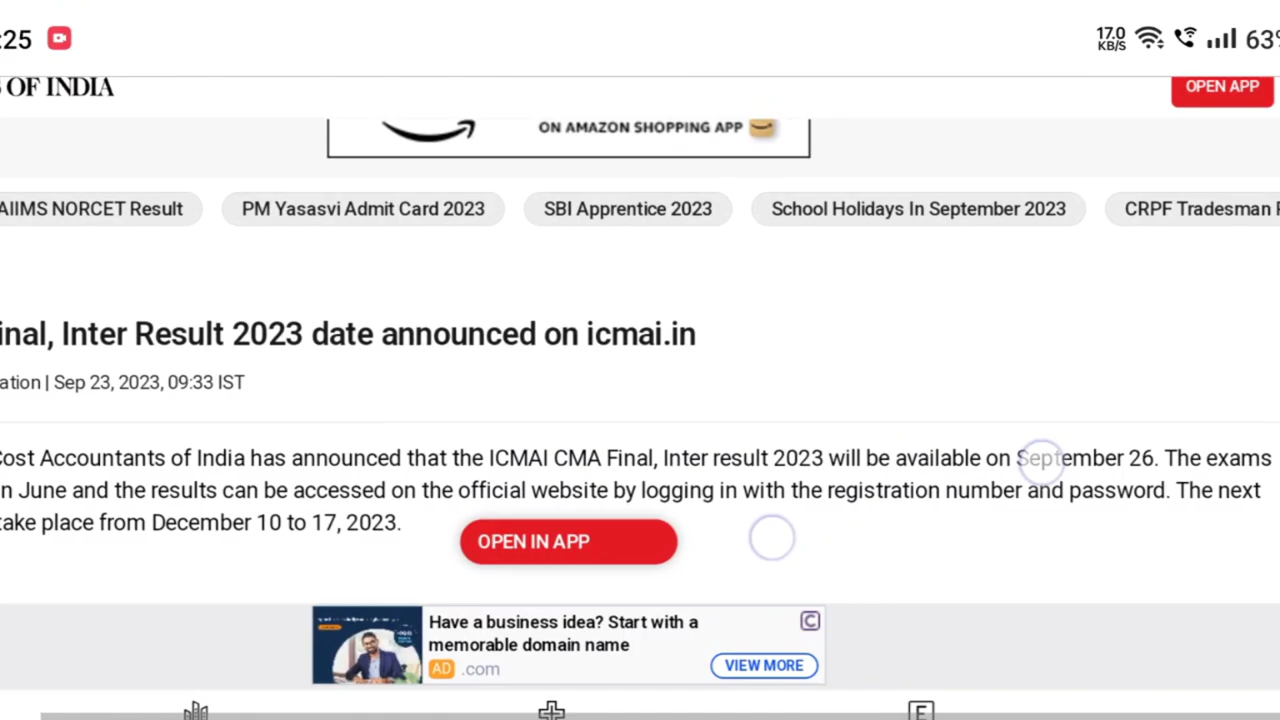 :25
17.0
KB/S
63%
OF INDIA
OPEN APP
ON AMAZON SHOPPING APP
AIIMS NORCET Result
PM Yasasvi Admit Card 2023
SBI Apprentice 2023
School Holidays In September 2023
CRPF Tradesman
inal, Inter Result 2023 date announced on icmai.in
ation | Sep 23, 2023, 09:33 IST
Cost Accountants of India has announced that the ICMAI CMA Final, Inter result 2023 will be available on September 26. The exams
n June and the results can be accessed on the official website by logging in with the registration number and password. The next
take place from December 10 to 17, 2023.
OPEN IN APP
Have a business idea? Start with a
memorable domain name
AD .com
VIEW MORE
C
E